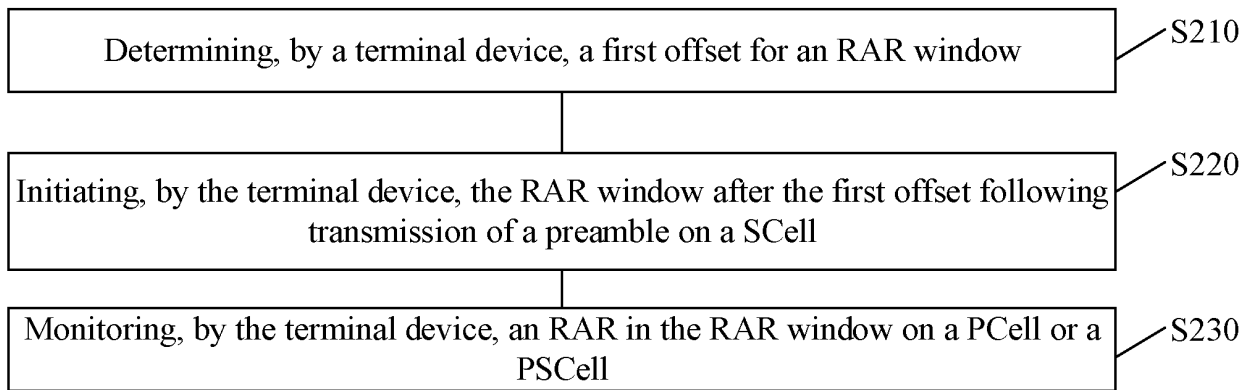 Determining, by a terminal device, a first offset for an RAR window
S210
Initiating, by the terminal device, the RAR window after the first offset following
transmission of a preamble on a SCell
S220
Monitoring, by the terminal device, an RAR in the RAR window on a PCell or a
PSCell
S230